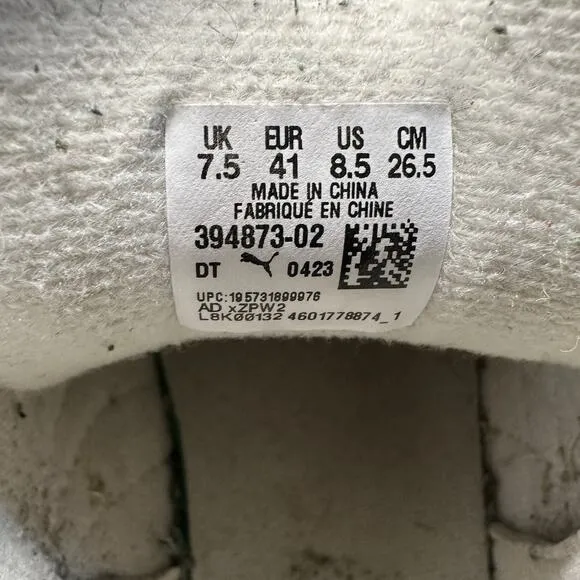 UK EUR US CM
7.5 41 8.5 26.5
MADE IN CHINA
FABRIQUÉ EN CHINE
394873-02
DT 0423
UPC:195731899976
AD xZPW2
L8K00132 4601778874_1